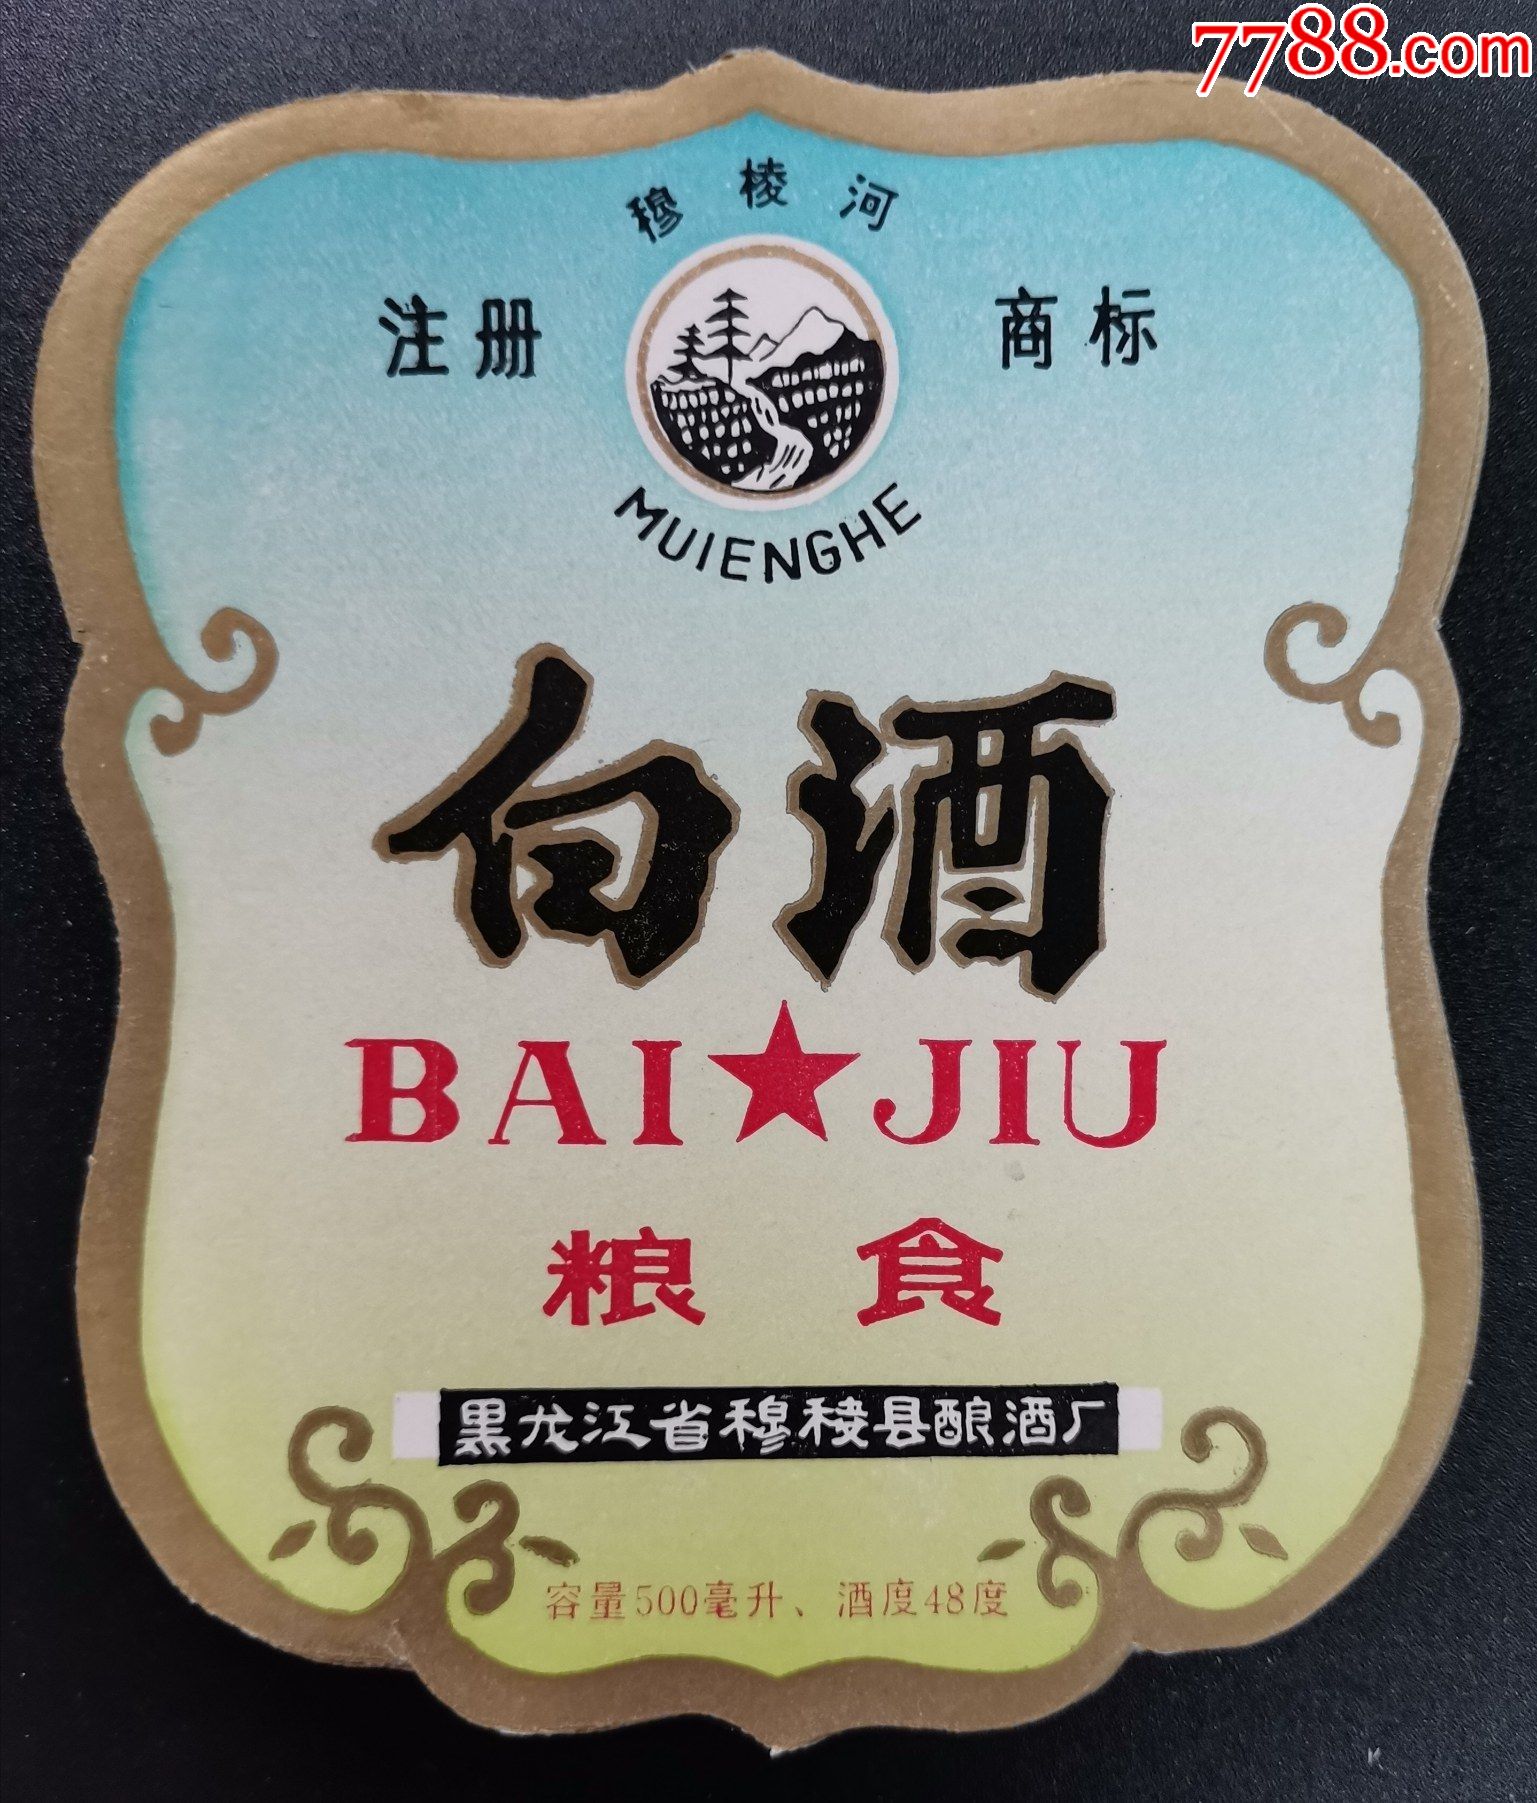 7788.com
穆棱河
注册 商标
MUIENGHE
白酒
BAI★JIU
粮食
黑龙江省穆稜县酿酒厂
容量500毫升、酒度48度